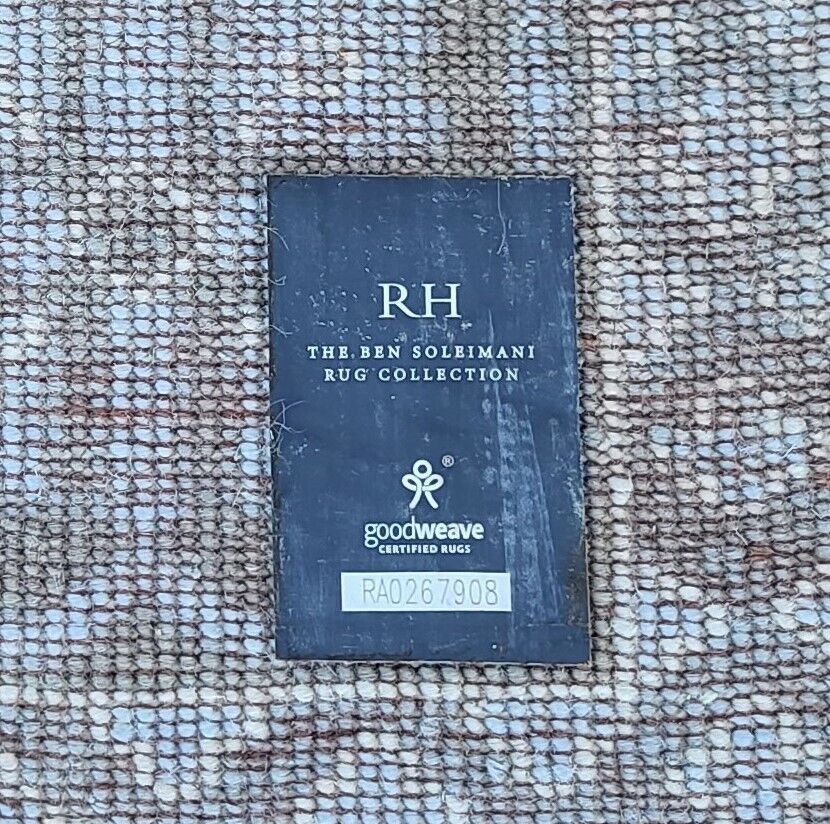 RH
THE BEN SOLEIMANI
RUG COLLECTION
®
goodweave
CERTIFIED RUGS
RA0267908